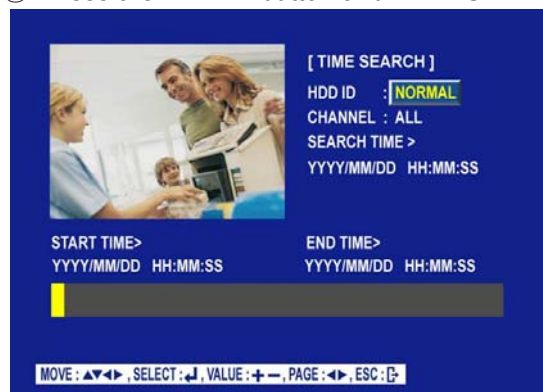 [ TIME SEARCH ]
HDD ID : NORMAL
CHANNEL : ALL
SEARCH TIME >
YYYY/MM/DD HH:MM:SS
START TIME> END TIME>
YYYY/MM/DD HH:MM:SS YYYY/MM/DD HH:MM:SS
MOVE : ▲▼◀▶ , SELECT : ↲ , VALUE : + – , PAGE : ◀▶ , ESC :